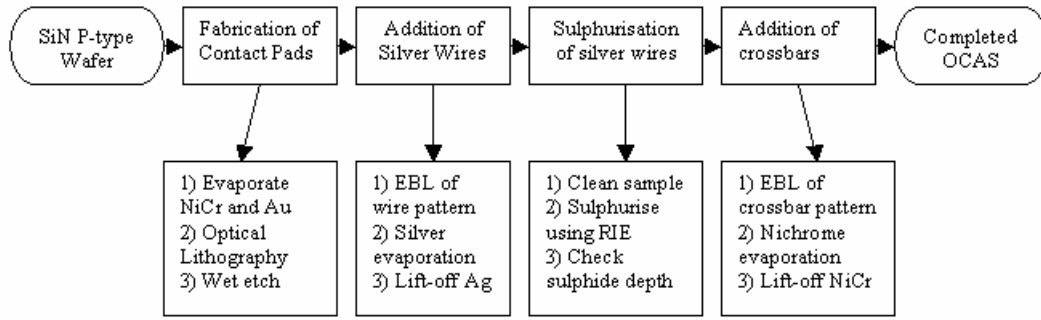 SiN P-type
Wafer
Fabrication of
Contact Pads
Addition of
Silver Wires
Sulphurisation
of silver wires
Addition of
crossbars
Completed
OCAS
1) Evaporate
NiCr and Au
2) Optical
Lithography
3) Wet etch
1) EBL of
wire pattern
2) Silver
evaporation
3) Lift-off Ag
1) Clean sample
2) Sulphurise
using RIE
3) Check
sulphide depth
1) EBL of
crossbar pattern
2) Nichrome
evaporation
3) Lift-off NiCr